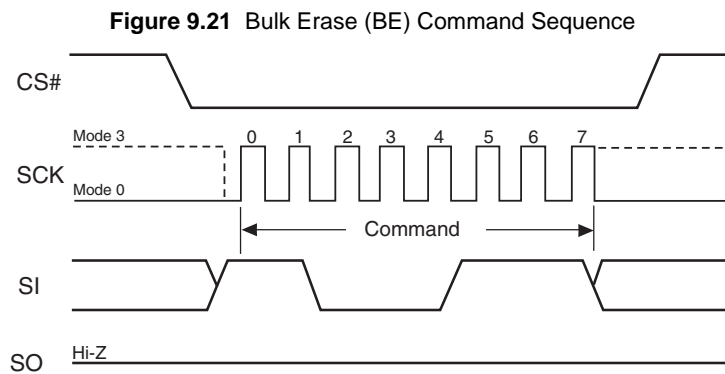 Figure 9.21 Bulk Erase (BE) Command Sequence
CS#
Mode 3
0 1 2 3 4 5 6 7
SCK
Mode 0
Command
SI
Hi-Z
SO